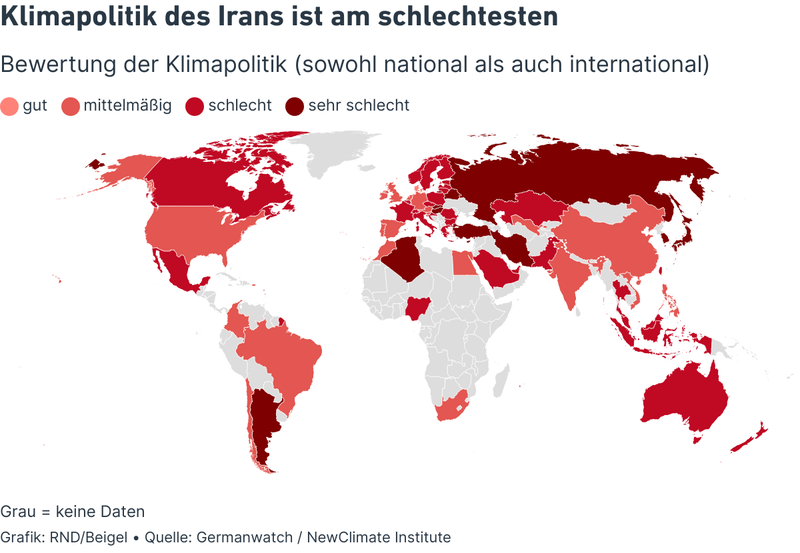 Klimapolitik des Irans ist am schlechtesten
Bewertung der Klimapolitik (sowohl national als auch international)
gut mittelmäßig schlecht sehr schlecht
Grau = keine Daten
Grafik: RND/Beigel • Quelle: Germanwatch / NewClimate Institute